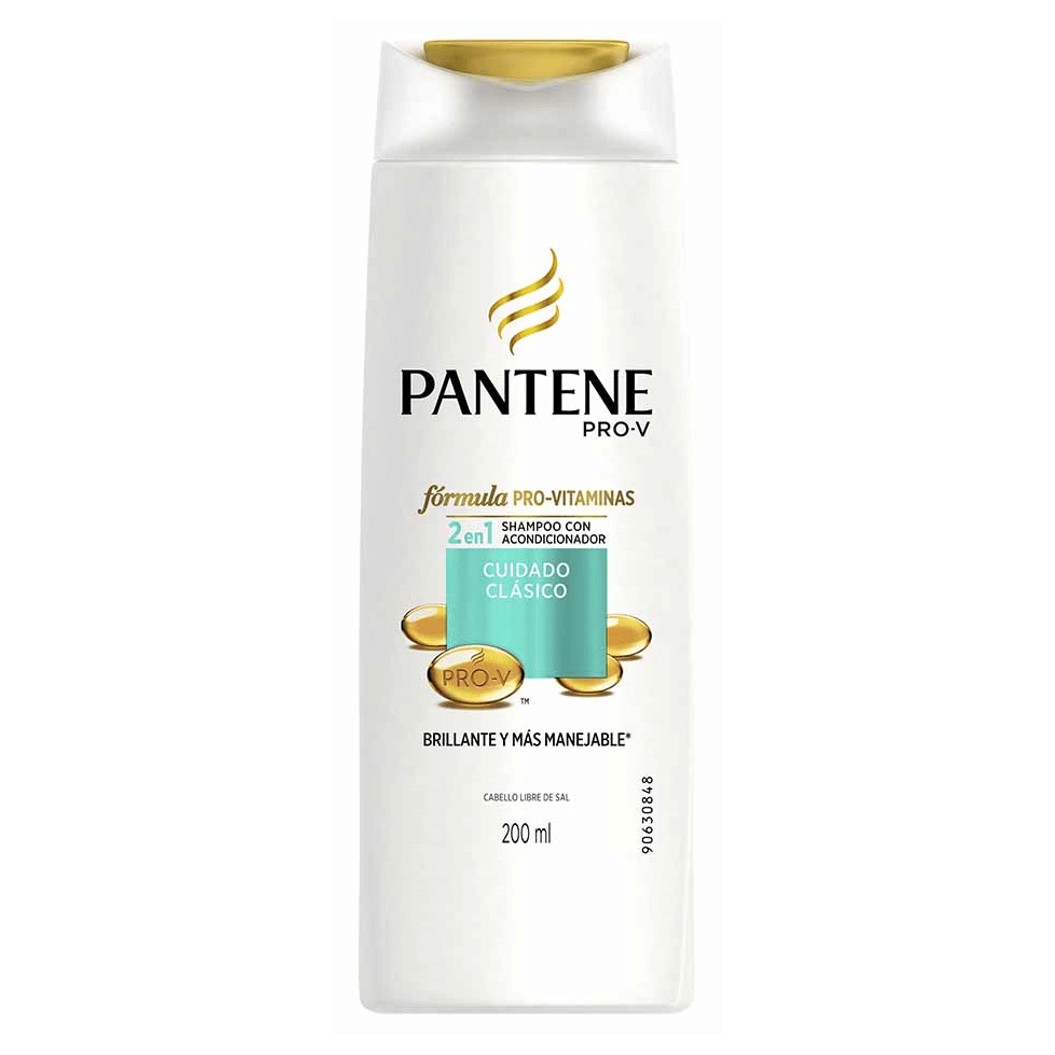 PANTENE
PRO-V
fórmula PRO-VITAMINAS
2en1 SHAMPOO CON
ACONDICIONADOR
CUIDADO
CLÁSICO
PRO-V
TM
BRILLANTE Y MÁS MANEJABLE*
CABELLO LIBRE DE SAL
200 ml
90630848